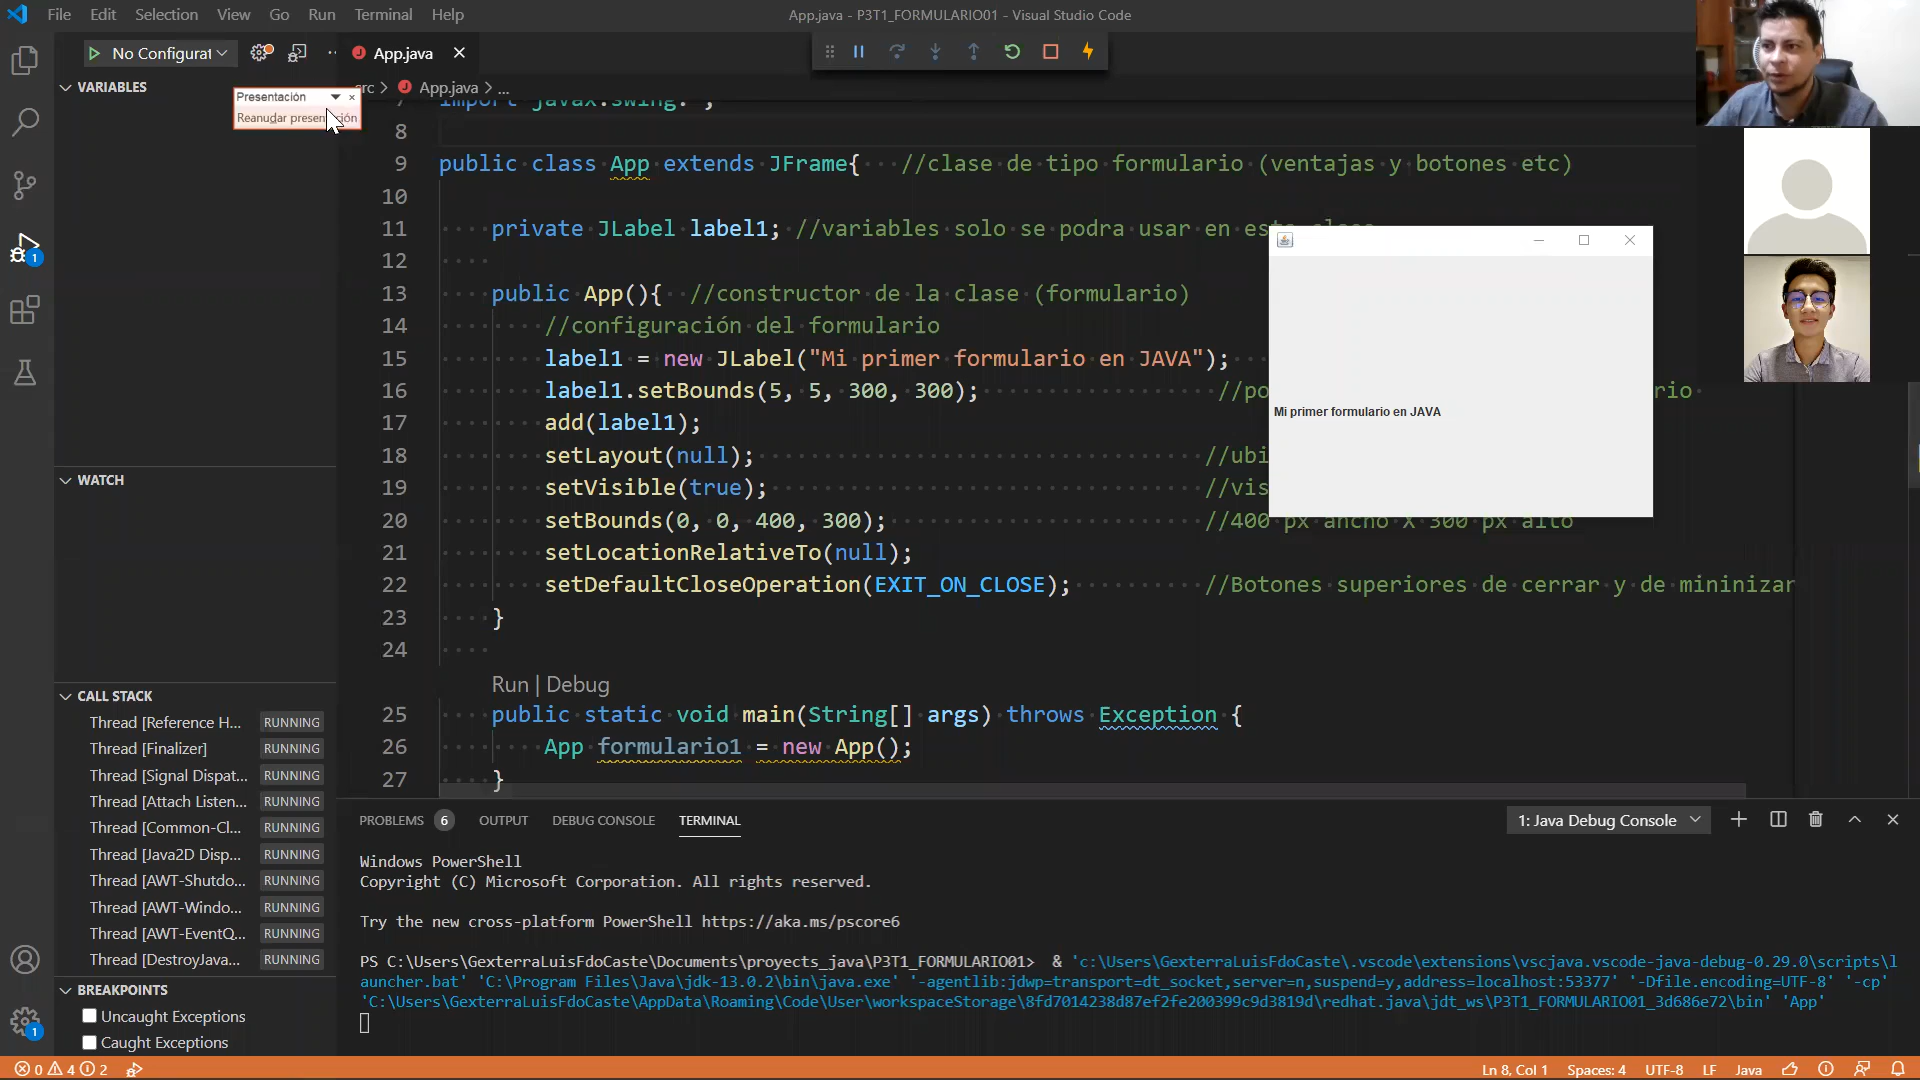 File Edit Selection View Go Run Terminal Help
App.java - P3T1_FORMULARIO01 - Visual Studio Code
No Configurat
App.java
VARIABLES
Presentación
Reanudar presentación
App.java > ...
import javax.swing.*;
8
9 public class App extends JFrame{ //clase de tipo formulario (ventajas y botones etc)
10
11 private JLabel label1; //variables solo se podra usar en esta clase
12
13 public App(){ //constructor de la clase (formulario)
14 //configuración del formulario
15 label1 = new JLabel("Mi primer formulario en JAVA");
16 label1.setBounds(5, 5, 300, 300); //po
17 add(label1);
18 setLayout(null); //ubi
19 setVisible(true); //vis
20 setBounds(0, 0, 400, 300); //400 px ancho X 300 px alto
21 setLocationRelativeTo(null);
22 setDefaultCloseOperation(EXIT_ON_CLOSE); //Botones superiores de cerrar y de mininizar
23 }
24
Run | Debug
25 public static void main(String[] args) throws Exception {
26 App formulario1 = new App();
27 }
Mi primer formulario en JAVA
WATCH
CALL STACK
Thread [Reference H... RUNNING
Thread [Finalizer] RUNNING
Thread [Signal Dispat... RUNNING
Thread [Attach Listen... RUNNING
Thread [Common-Cl... RUNNING
Thread [Java2D Disp... RUNNING
Thread [AWT-Shutdo... RUNNING
Thread [AWT-Windo... RUNNING
Thread [AWT-EventQ... RUNNING
Thread [DestroyJava... RUNNING
BREAKPOINTS
Uncaught Exceptions
Caught Exceptions
PROBLEMS 6 OUTPUT DEBUG CONSOLE TERMINAL
1: Java Debug Console
Windows PowerShell
Copyright (C) Microsoft Corporation. All rights reserved.
Try the new cross-platform PowerShell https://aka.ms/pscore6
PS C:\Users\GexterraLuisFdoCaste\Documents\proyects_java\P3T1_FORMULARIO01> & 'c:\Users\GexterraLuisFdoCaste\.vscode\extensions\vscjava.vscode-java-debug-0.29.0\scripts\l
auncher.bat' 'C:\Program Files\Java\jdk-13.0.2\bin\java.exe' '-agentlib:jdwp=transport=dt_socket,server=n,suspend=y,address=localhost:53377' '-Dfile.encoding=UTF-8' '-cp'
'C:\Users\GexterraLuisFdoCaste\AppData\Roaming\Code\User\workspaceStorage\8fd7014238d87ef2fe200399c9d3819d\redhat.java\jdt_ws\P3T1_FORMULARIO01_3d686e72\bin' 'App'
0 4 2
Ln 8, Col 1 Spaces: 4 UTF-8 LF Java